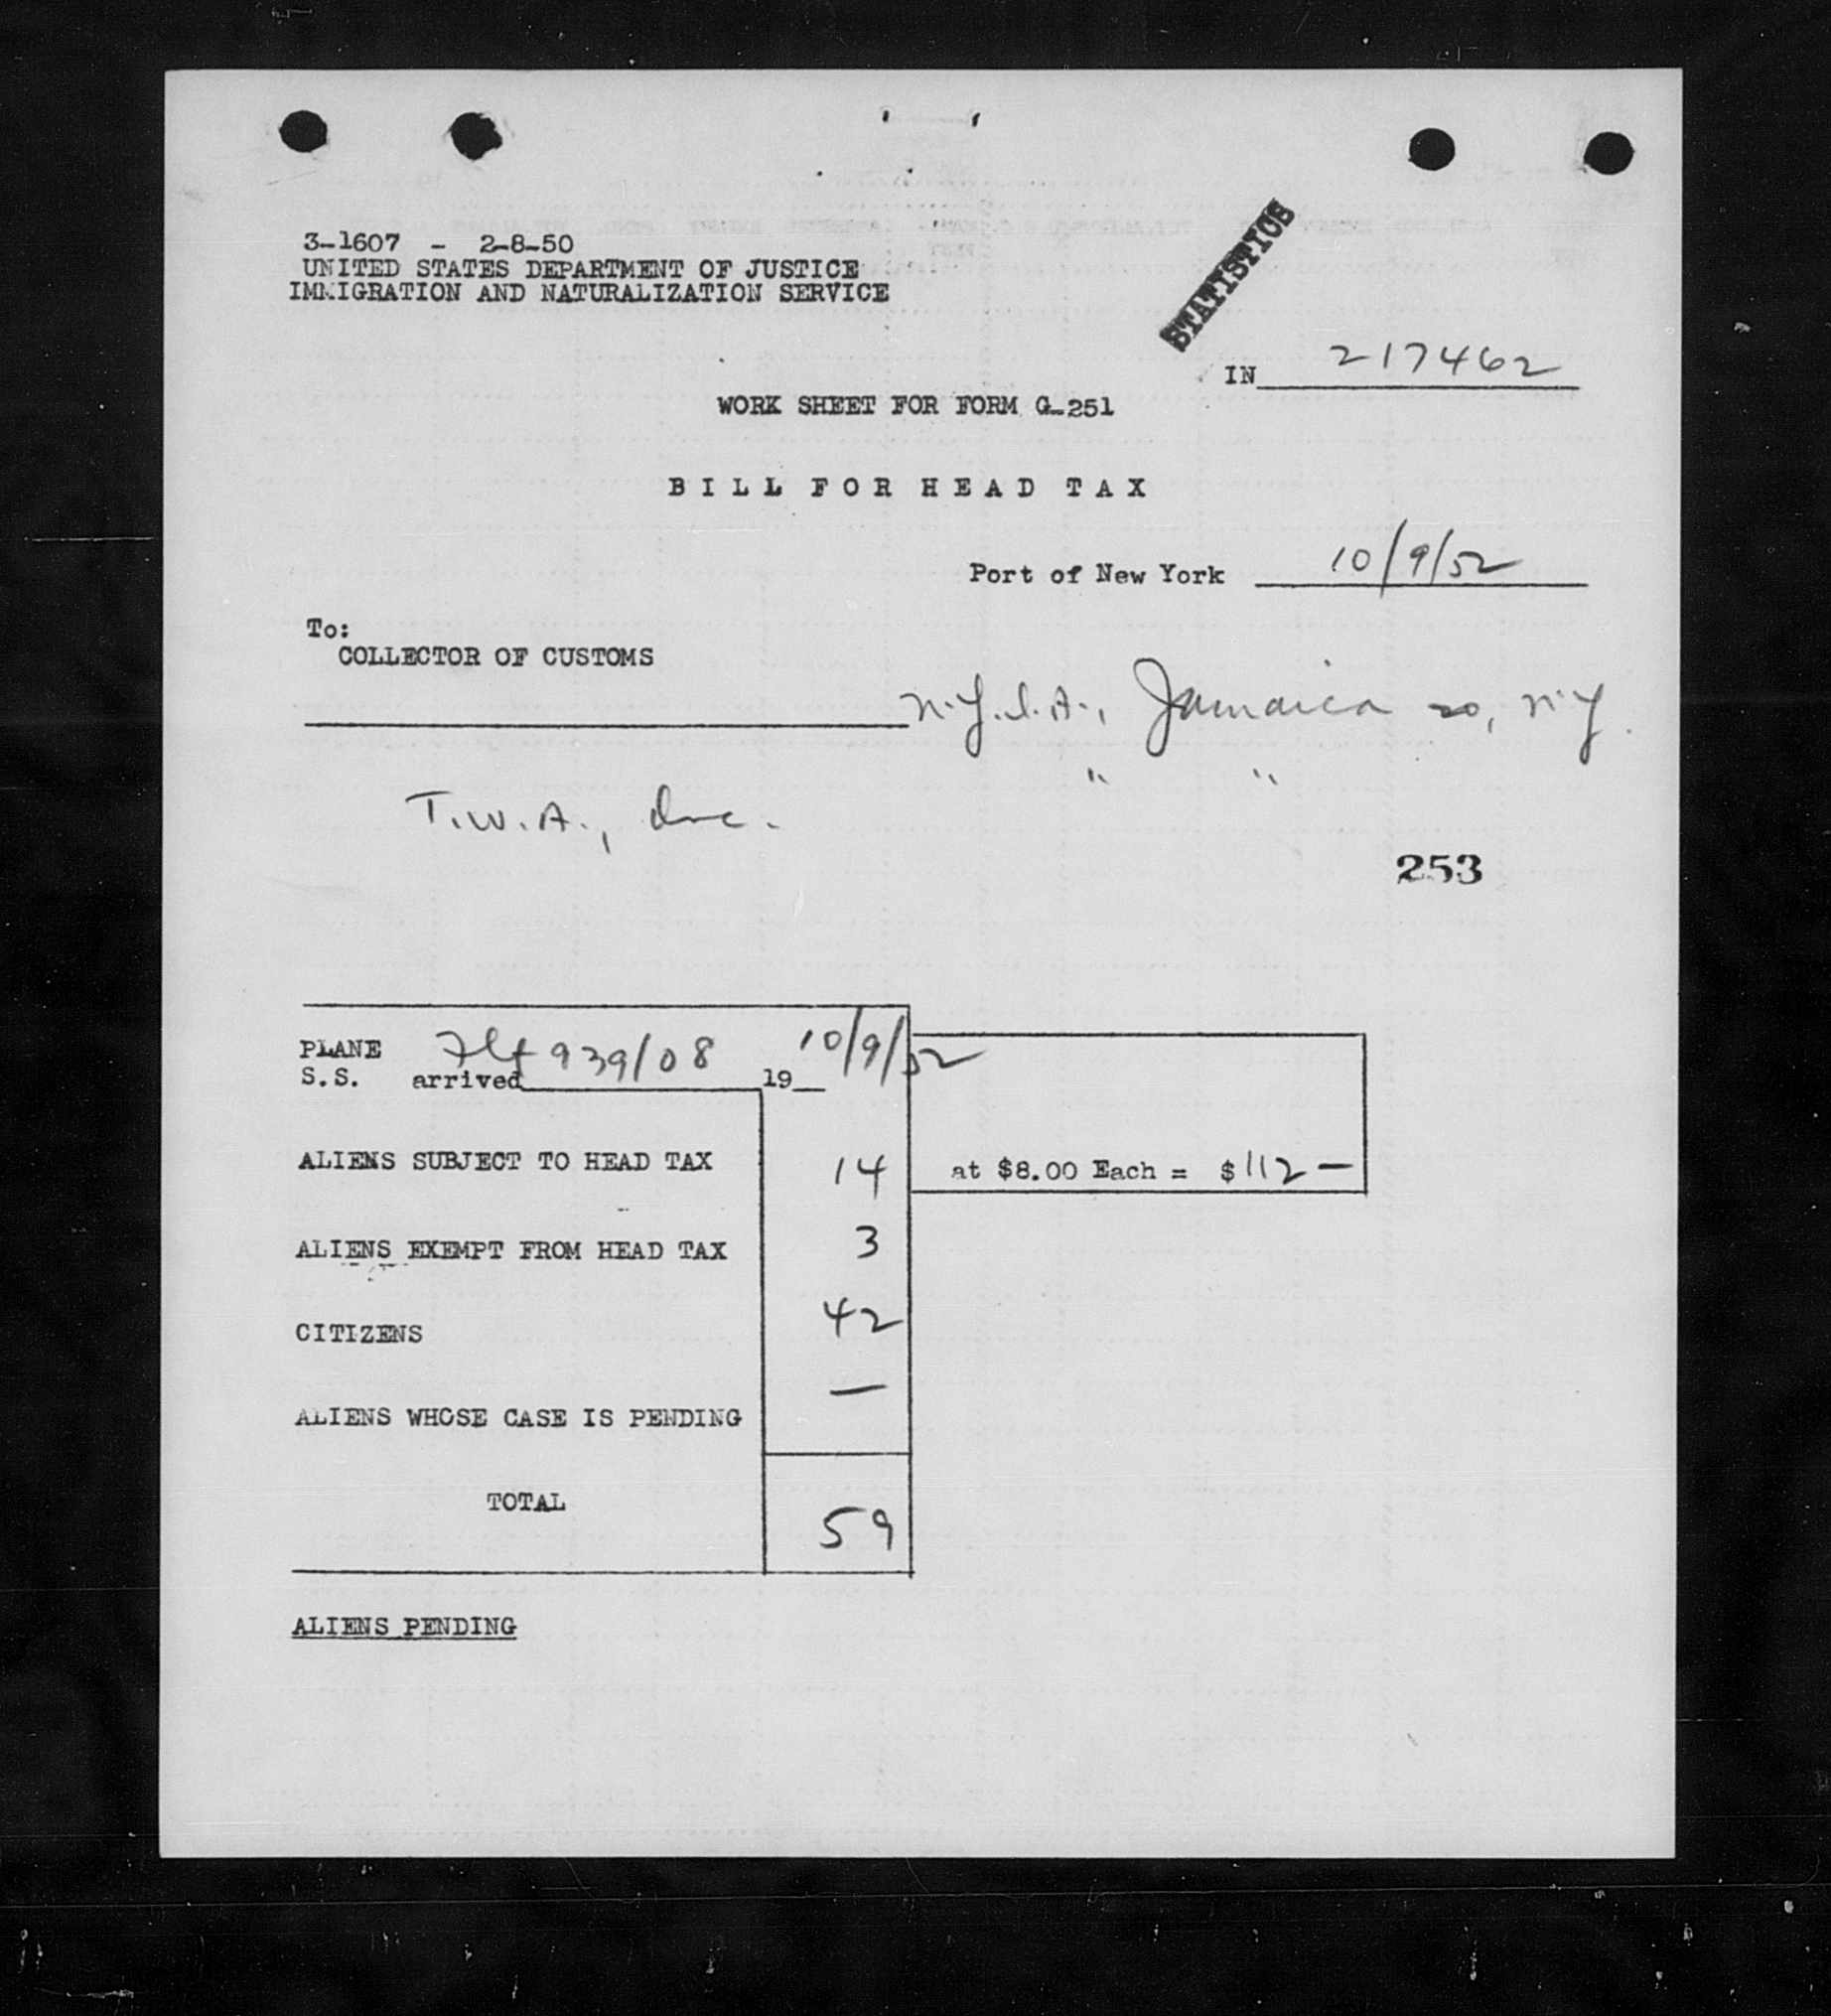 3-1607 - 2-8-50
UNITED STATES DEPARTMENT OF JUSTICE
IMMIGRATION AND NATURALIZATION SERVICE
STATISTICS
IN 217462
WORK SHEET FOR FORM G-251
BILL FOR HEAD TAX
Port of New York 10/9/52
To:
COLLECTOR OF CUSTOMS
N.Y.I.A., Jamaica 20, N.Y.
" "
T.W.A., Inc.
253
PLANE Flt 939/08 10/9/52
S.S. arrived 19
ALIENS SUBJECT TO HEAD TAX 14 at $8.00 Each = $112 —
ALIENS EXEMPT FROM HEAD TAX 3
CITIZENS 42
ALIENS WHOSE CASE IS PENDING —
TOTAL 59
ALIENS PENDING